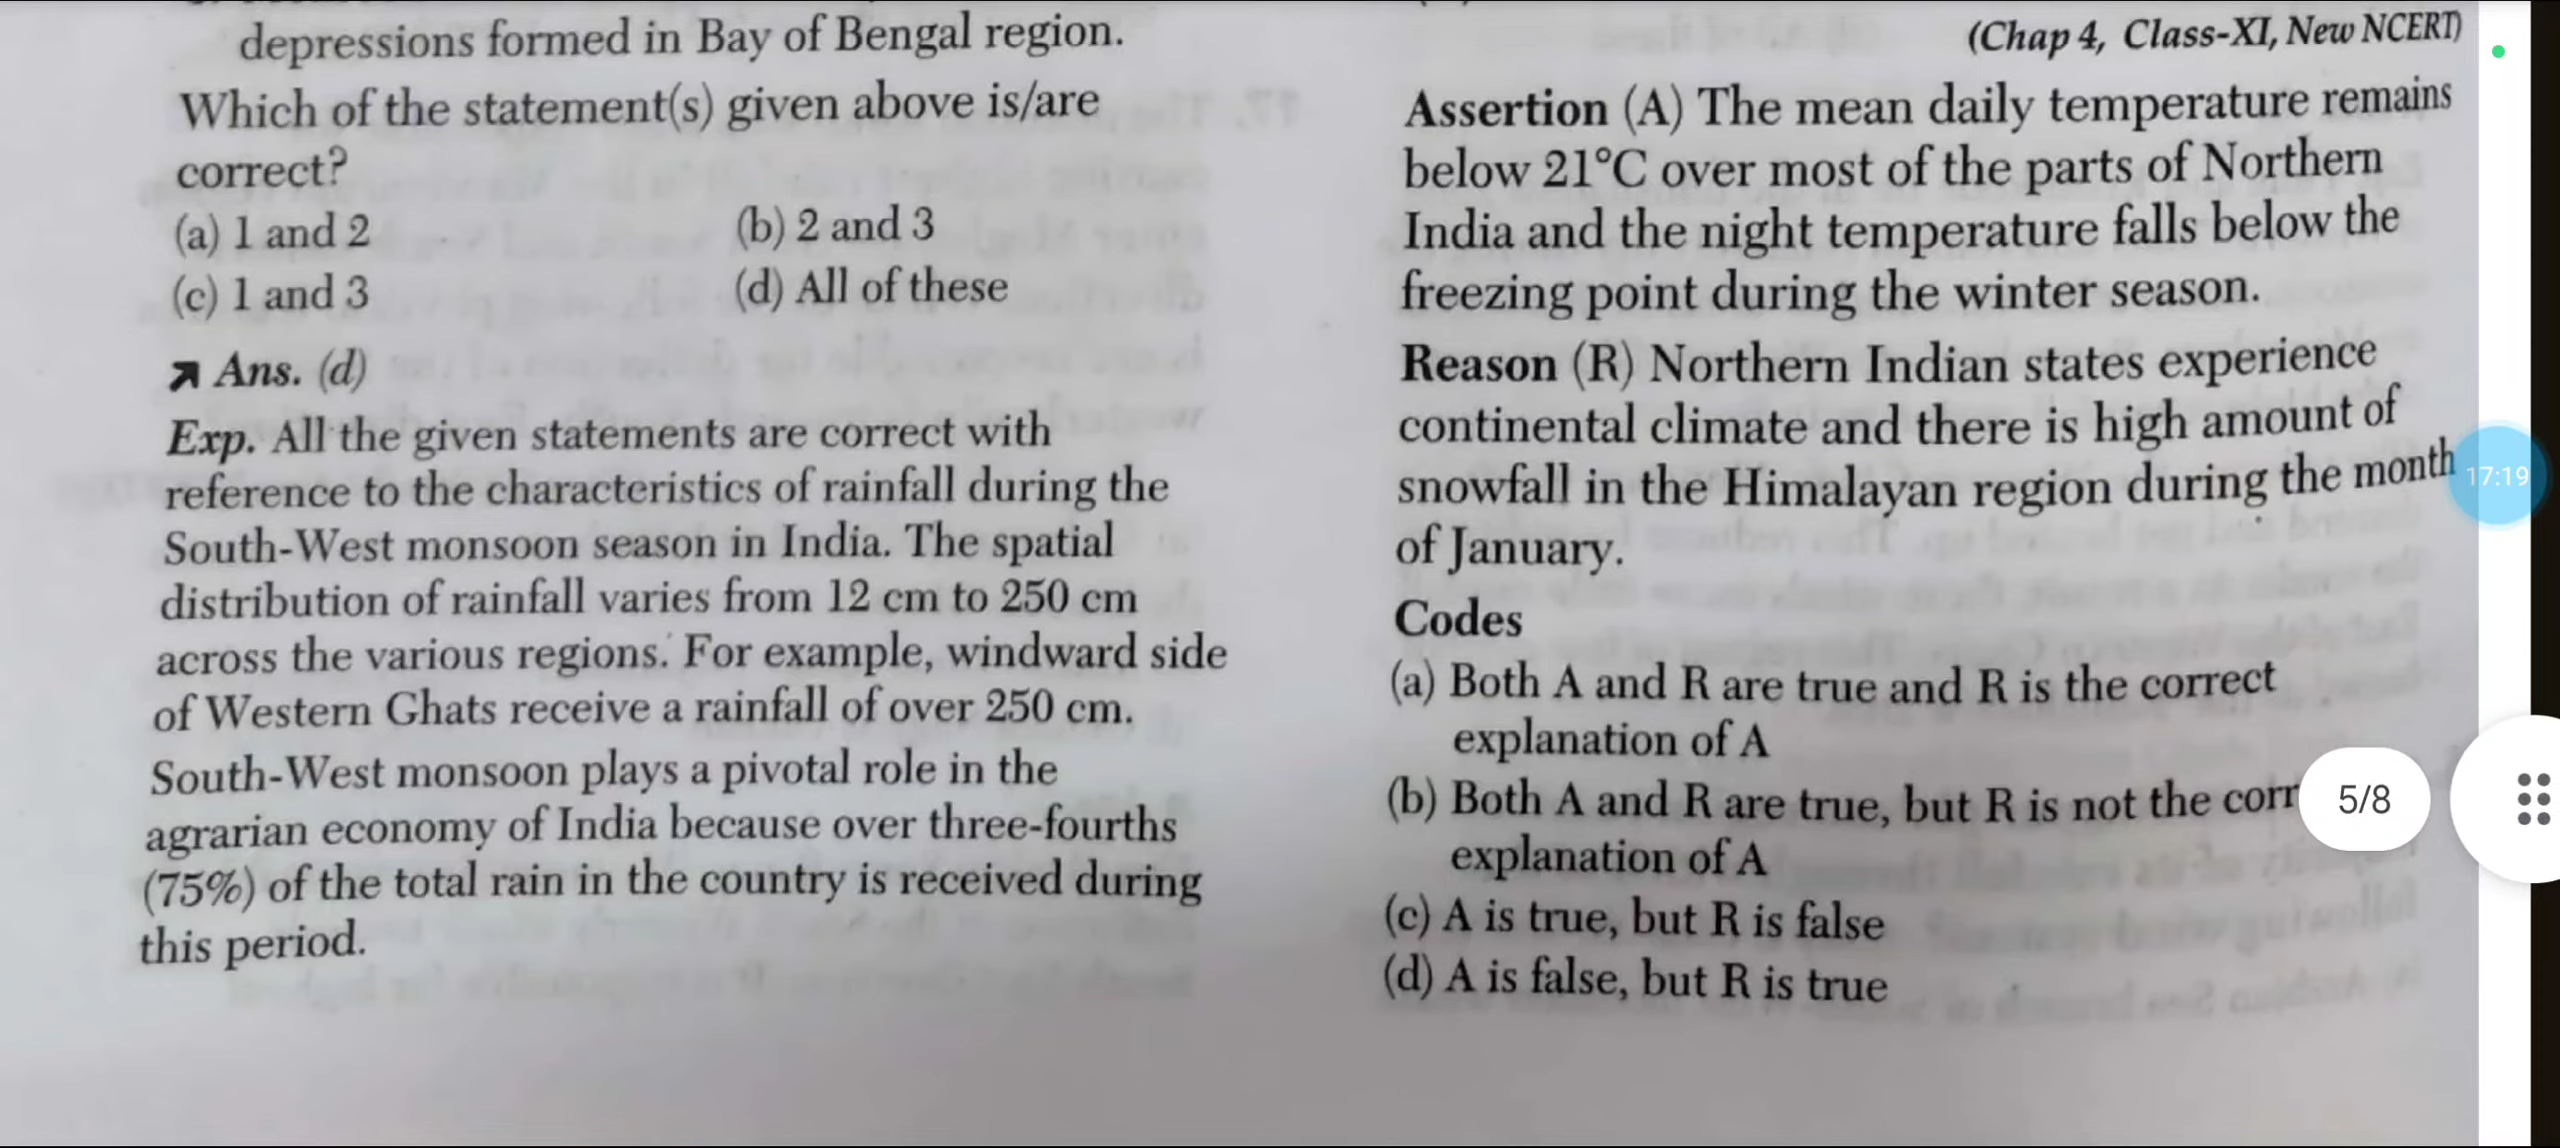 depressions formed in Bay of Bengal region.
Which of the statement(s) given above is/are
correct?
(a) 1 and 2
(b) 2 and 3
(c) 1 and 3
(d) All of these
Ans. (d)
Exp. All the given statements are correct with
reference to the characteristics of rainfall during the
South-West monsoon season in India. The spatial
distribution of rainfall varies from 12 cm to 250 cm
across the various regions. For example, windward side
of Western Ghats receive a rainfall of over 250 cm.
South-West monsoon plays a pivotal role in the
agrarian economy of India because over three-fourths
(75%) of the total rain in the country is received during
this period.
(Chap 4, Class-XI, New NCERT)
Assertion (A) The mean daily temperature remains
below 21°C over most of the parts of Northern
India and the night temperature falls below the
freezing point during the winter season.
Reason (R) Northern Indian states experience
continental climate and there is high amount of
snowfall in the Himalayan region during the month
of January.
Codes
(a) Both A and R are true and R is the correct
explanation of A
(b) Both A and R are true, but R is not the corr
explanation of A
(c) A is true, but R is false
(d) A is false, but R is true
17:19
5/8